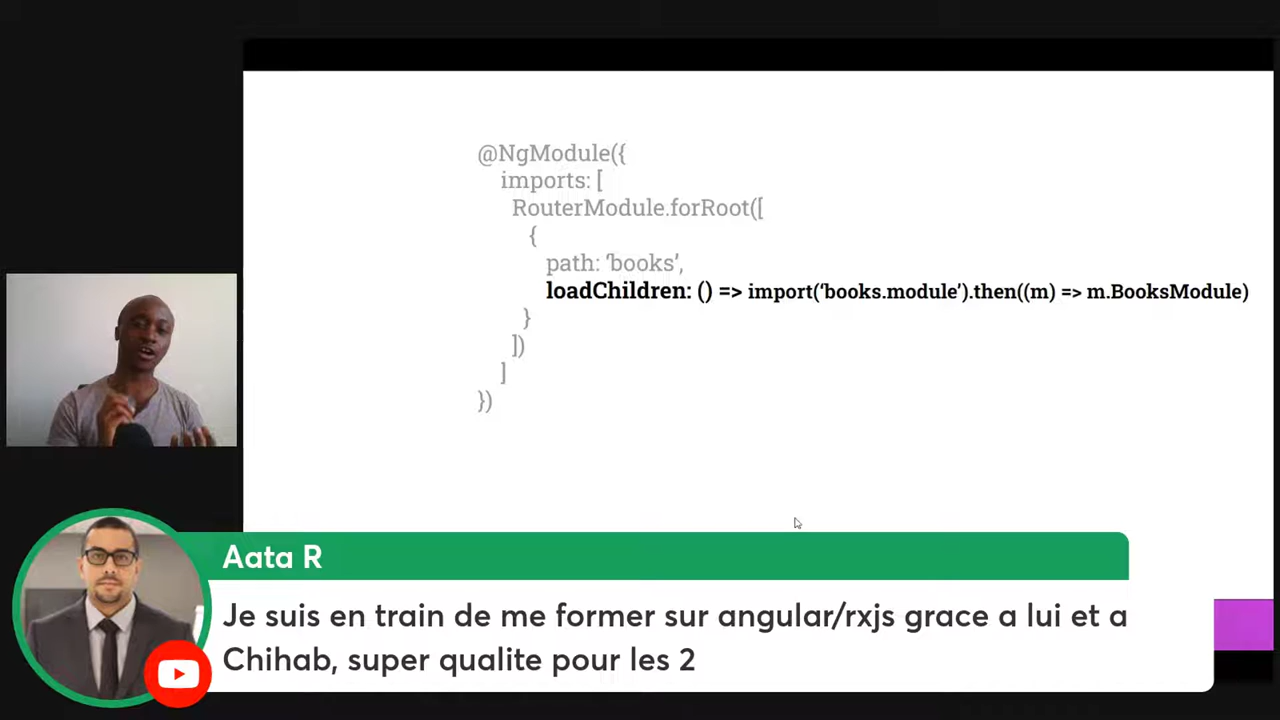 @NgModule({
imports: [
RouterModule.forRoot([
{
path: ‘books’,
loadChildren: () => import(‘books.module’).then((m) => m.BooksModule)
}
])
]
})
Aata R
Je suis en train de me former sur angular/rxjs grace a lui et a
Chihab, super qualite pour les 2